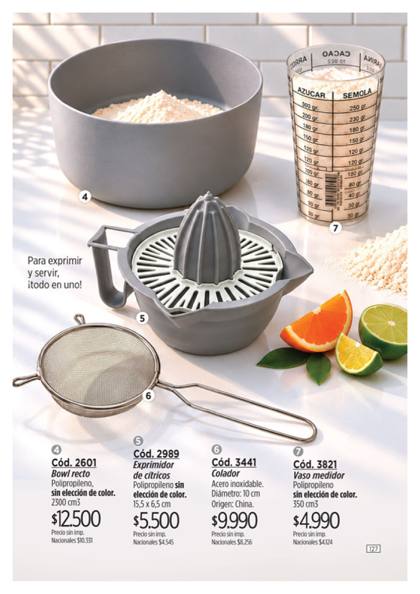 CACAO
AZUCAR
SEMOLA
4
7
Para exprimir
y servir,
¡todo en uno!
5
6
4
Cód. 2601
Bowl recto
Polipropileno,
sin elección de color.
2300 cm3
$12.500
Precio sin imp.
Nacionales $10.331
5
Cód. 2989
Exprimidor
de cítricos
Polipropileno sin
elección de color.
15,5 x 6,5 cm
$5.500
Precio sin imp.
Nacionales $4.545
6
Cód. 3441
Colador
Acero inoxidable.
Diámetro: 10 cm
Origen: China.
$9.990
Precio sin imp.
Nacionales $8.256
7
Cód. 3821
Vaso medidor
Polipropileno
sin elección de color.
350 cm3
$4.990
Precio sin imp.
Nacionales $4.124
127